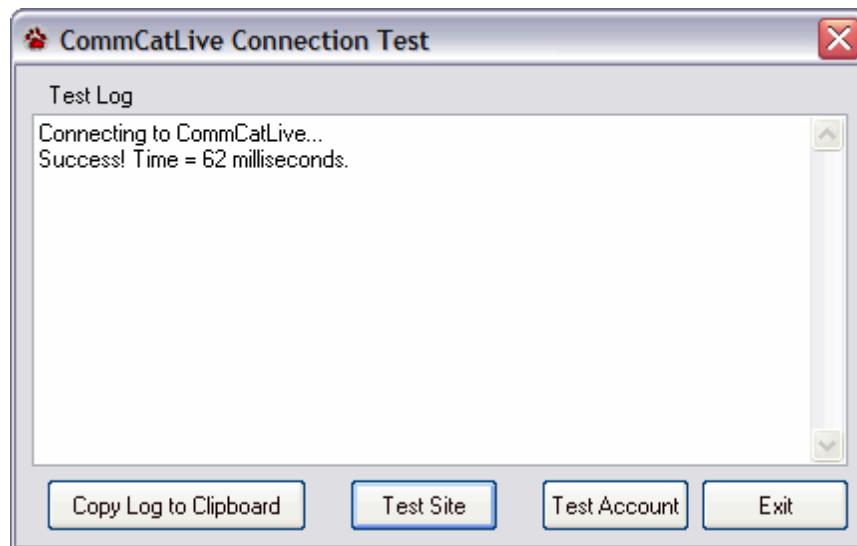 CommCatLive Connection Test
Test Log
Connecting to CommCatLive...
Success! Time = 62 milliseconds.
Copy Log to Clipboard
Test Site
Test Account
Exit